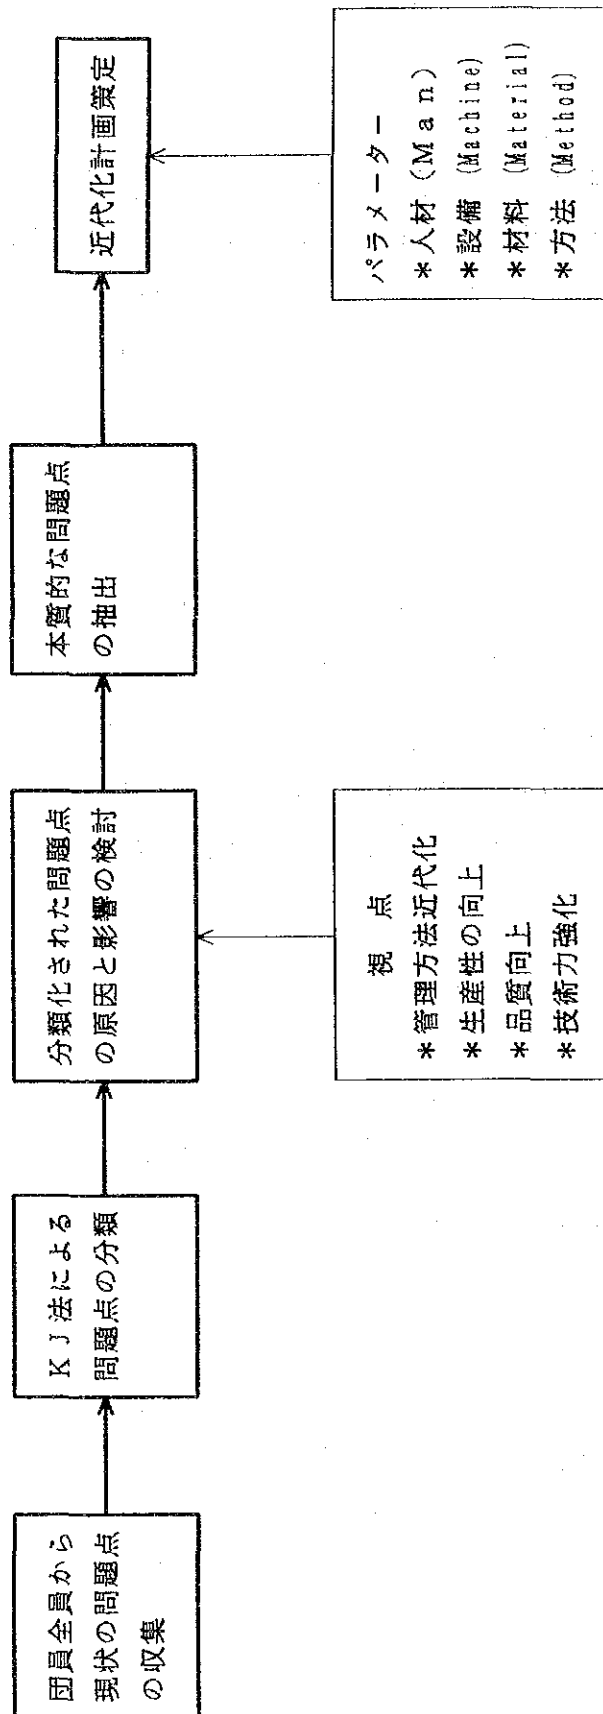 団員全員から
現状の問題点
の収集
ＫＪ法による
問題点の分類
分類化された問題点
の原因と影響の検討
本質的な問題点
の抽出
近代化計画策定
視　点
＊管理方法近代化
＊生産性の向上
＊品質向上
＊技術力強化
パラメーター
＊人材 (Man)
＊設備 (Machine)
＊材料 (Material)
＊方法 (Method)